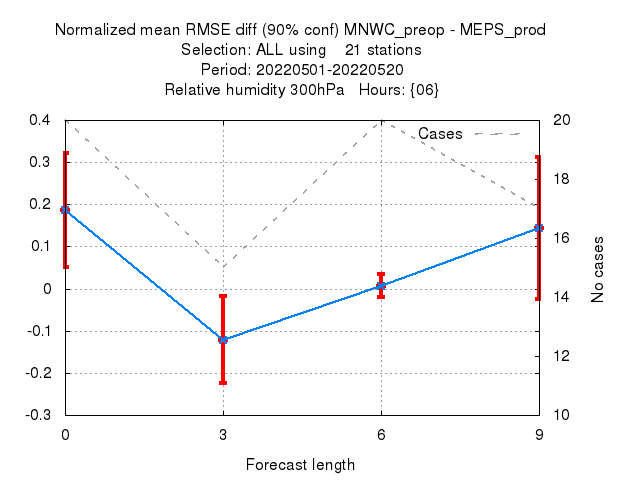 Normalized mean RMSE diff (90% conf) MNWC_preop - MEPS_prod
Selection: ALL using    21 stations
Period: 20220501-20220520
Relative humidity 300hPa   Hours: {06}
0.4
0.3
0.2
0.1
0
-0.1
-0.2
-0.3
Cases
20
18
16
14
12
10
No cases
0 3 6 9
Forecast length